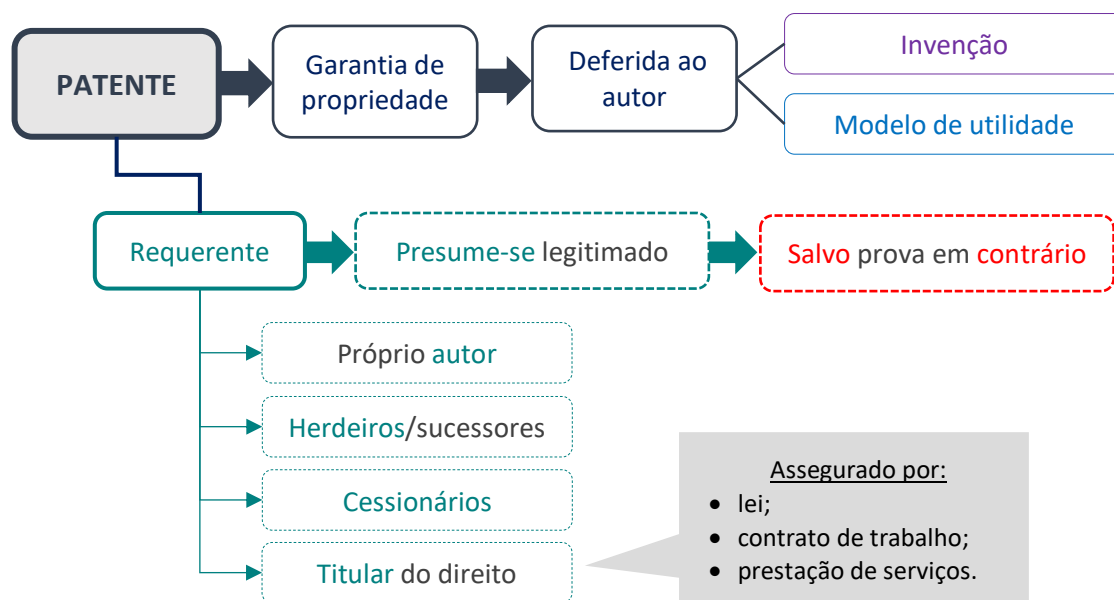 PATENTE
Garantia de
propriedade
Deferida ao
autor
Invenção
Modelo de utilidade
Requerente
Presume-se legitimado
Salvo prova em contrário
Próprio autor
Herdeiros/sucessores
Cessionários
Titular do direito
Assegurado por:
• lei;
• contrato de trabalho;
• prestação de serviços.